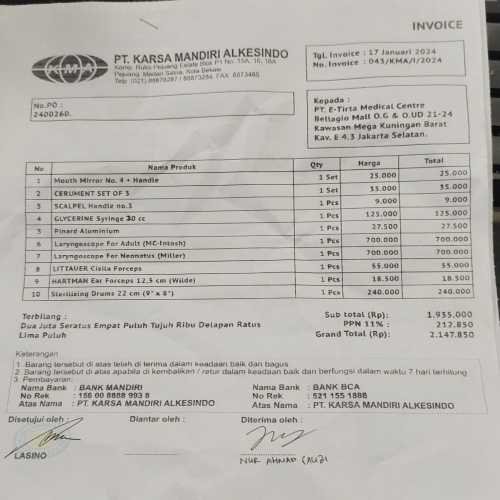 INVOICE
KMA
PT. KARSA MANDIRI ALKESINDO
Komp. Ruko Pejuang Estate Blok P1 No. 15A, 16, 16A
Pejuang, Medan Satria, Kota Bekasi
Telp. (021) 88878287 / 88873284, FAX. 8873485
Tgl. Invoice : 17 Januari 2024
No. Invoice : 043/KMA/I/2024
No.PO :
2400260.
Kepada :
PT. E-Tirta Medical Centre
Bellagio Mall O.G & O.UD 21-24
Kawasan Mega Kuningan Barat
Kav. E 4.3 Jakarta Selatan.
No Nama Produk Qty Harga Total
1 Mouth Mirror No. 4 + Handle 1 Set 25.000 25.000
2 CERUMENT SET OF 3 1 Set 35.000 35.000
3 SCALPEL Handle no.3 1 Pcs 9.000 9.000
4 GLYCERINE Syringe 30 cc 1 Pcs 125.000 125.000
5 Pinard Aluminium 1 Pcs 27.500 27.500
6 Laryngoscope For Adult (MC-Intosh) 1 Pcs 700.000 700.000
7 Laryngoscope For Neonatus (Miller) 1 Pcs 700.000 700.000
8 LITTAUER Cisila Forceps 1 Pcs 55.000 55.000
9 HARTMAN Ear Forceps 12,5 cm (Wilde) 1 Pcs 18.500 18.500
10 Sterilizing Drums 22 cm (9" x 8") 1 Pcs 240.000 240.000
Terbilang :
Dua Juta Seratus Empat Puluh Tujuh Ribu Delapan Ratus
Lima Puluh
Sub total (Rp): 1.935.000
PPN 11% : 212.850
Grand Total (Rp): 2.147.850
Keterangan
1. Barang tersebut di atas telah di terima dalam keadaan baik dan bagus
2. Barang tersebut di atas apabila di kembalikan / retur dalam keadaan baik dan berfungsi dalam waktu 7 hari terhitung
3. Pembayaran:
Nama Bank : BANK MANDIRI
No Rek : 156 00 8888 993 8
Atas Nama : PT. KARSA MANDIRI ALKESINDO
Nama Bank : BANK BCA
No Rek : 521 155 1888
Atas Nama : PT. KARSA MANDIRI ALKESINDO
Disetujui oleh : Diantar oleh : Diterima oleh :
LASINO
NUR AHMAD